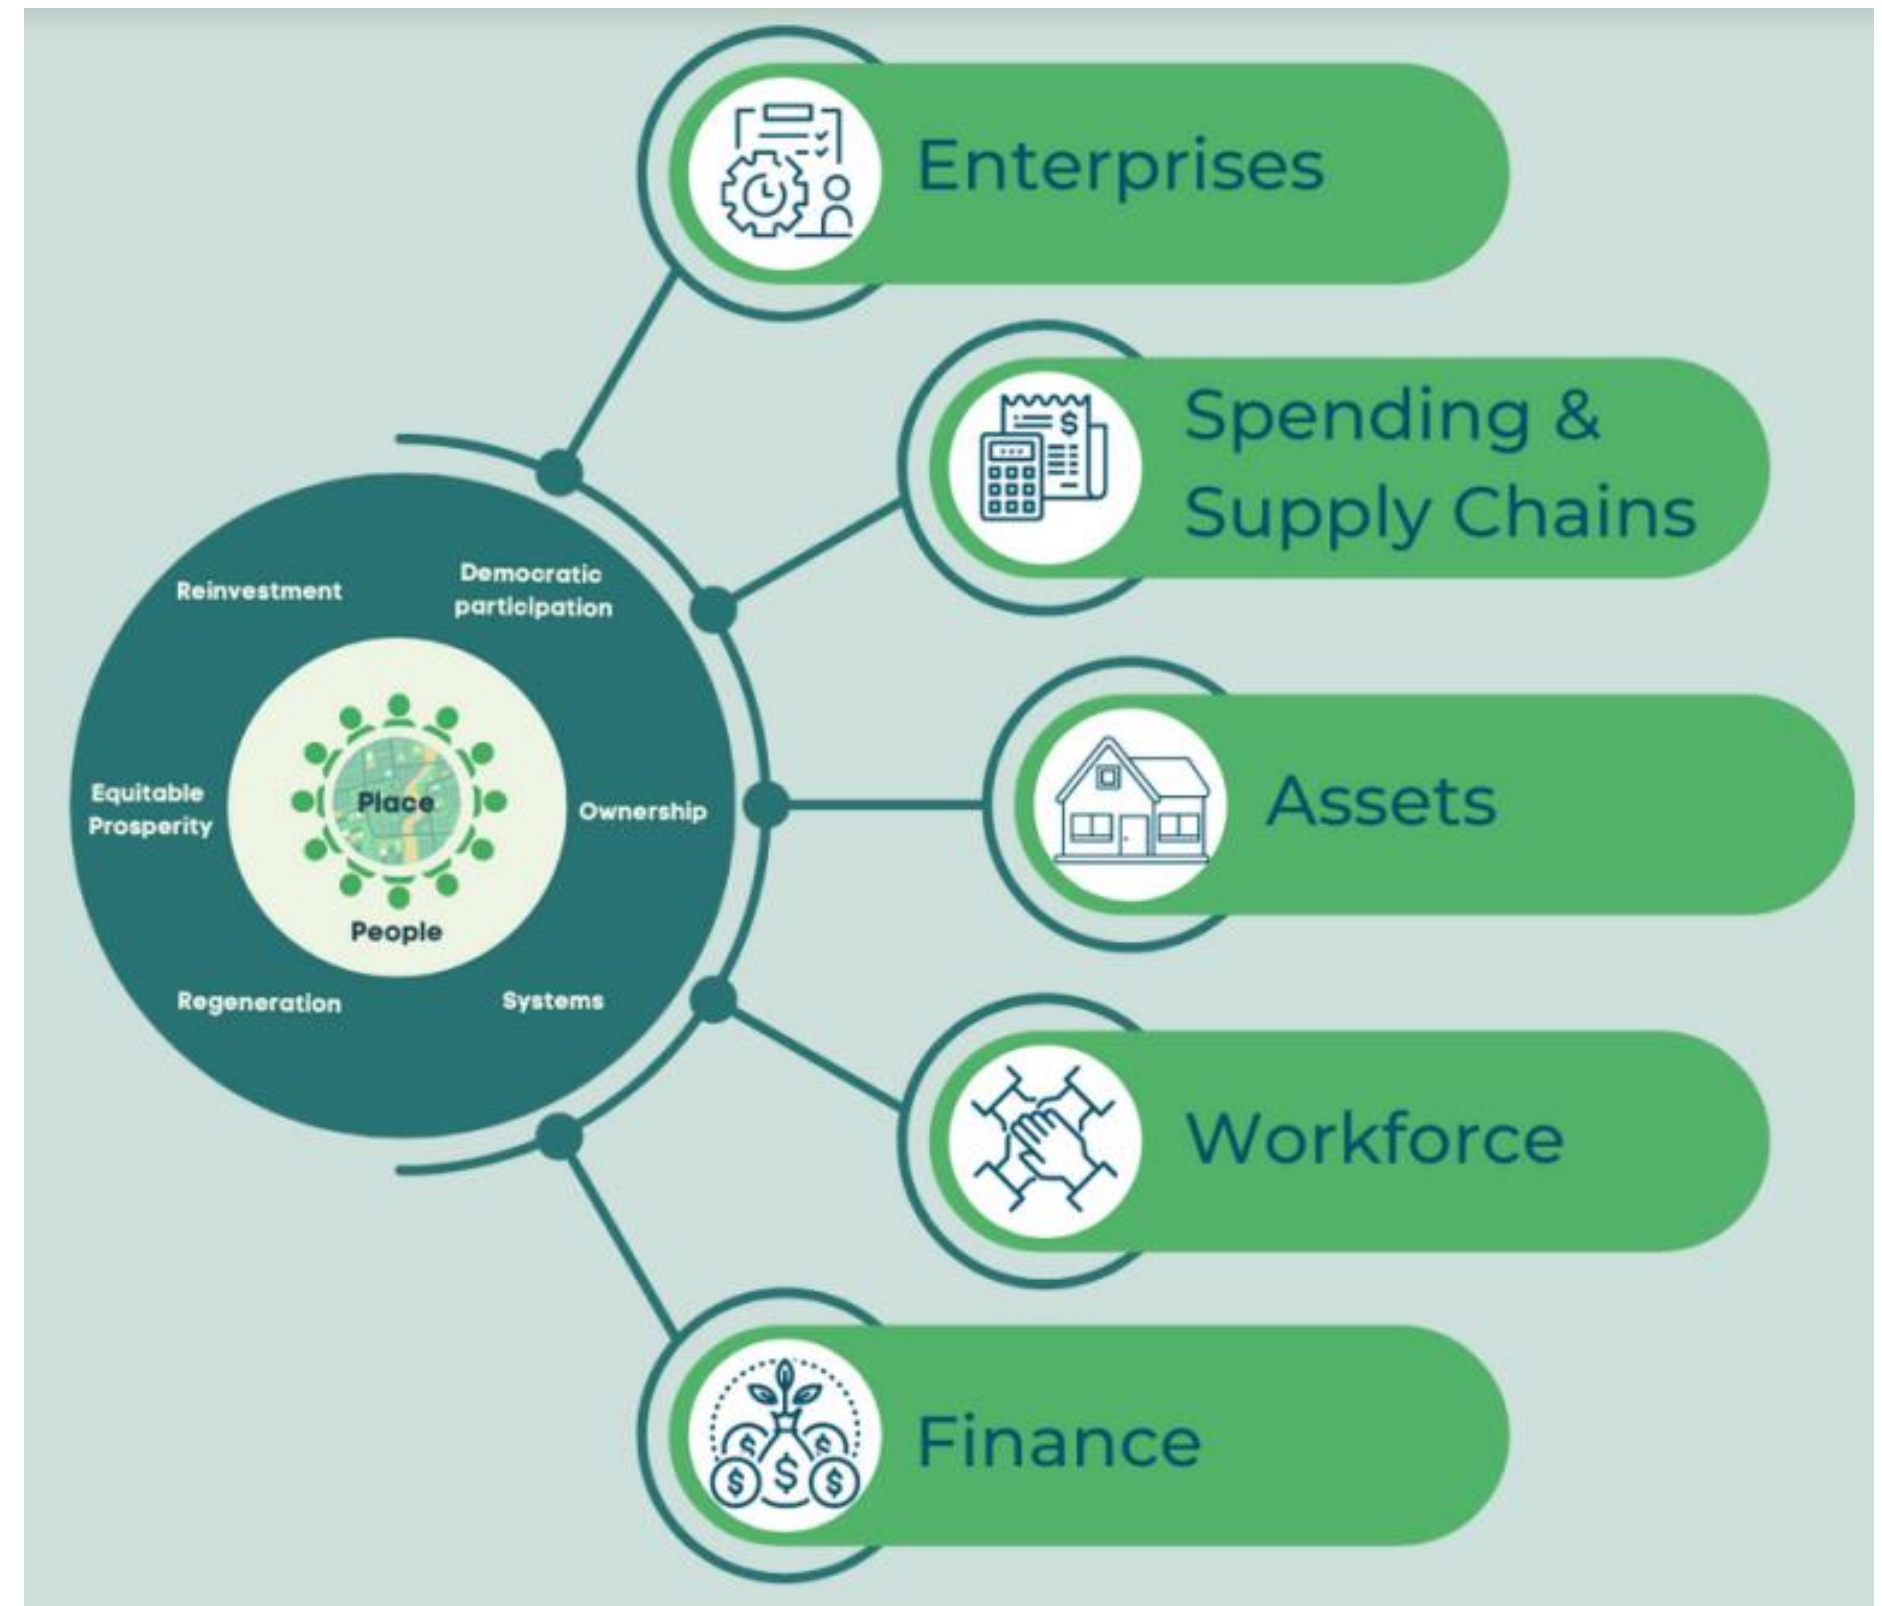 Enterprises
Spending &
Supply Chains
Assets
Workforce
Finance
Reinvestment
Democratic
participation
Equitable
Prosperity
Place
Ownership
People
Regeneration
Systems
$
$
$
$
$
$